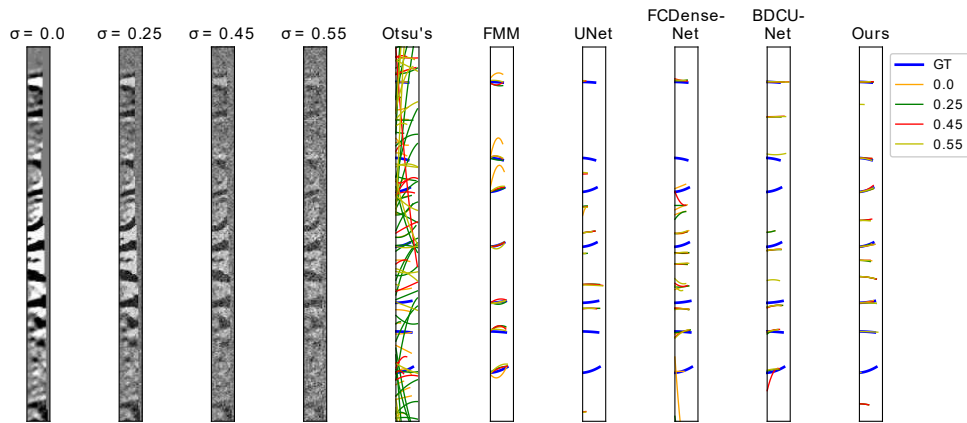 σ = 0.0
σ = 0.25
σ = 0.45
σ = 0.55
Otsu's
FMM
UNet
FCDense-
Net
BDCU-
Net
Ours
GT
0.0
0.25
0.45
0.55